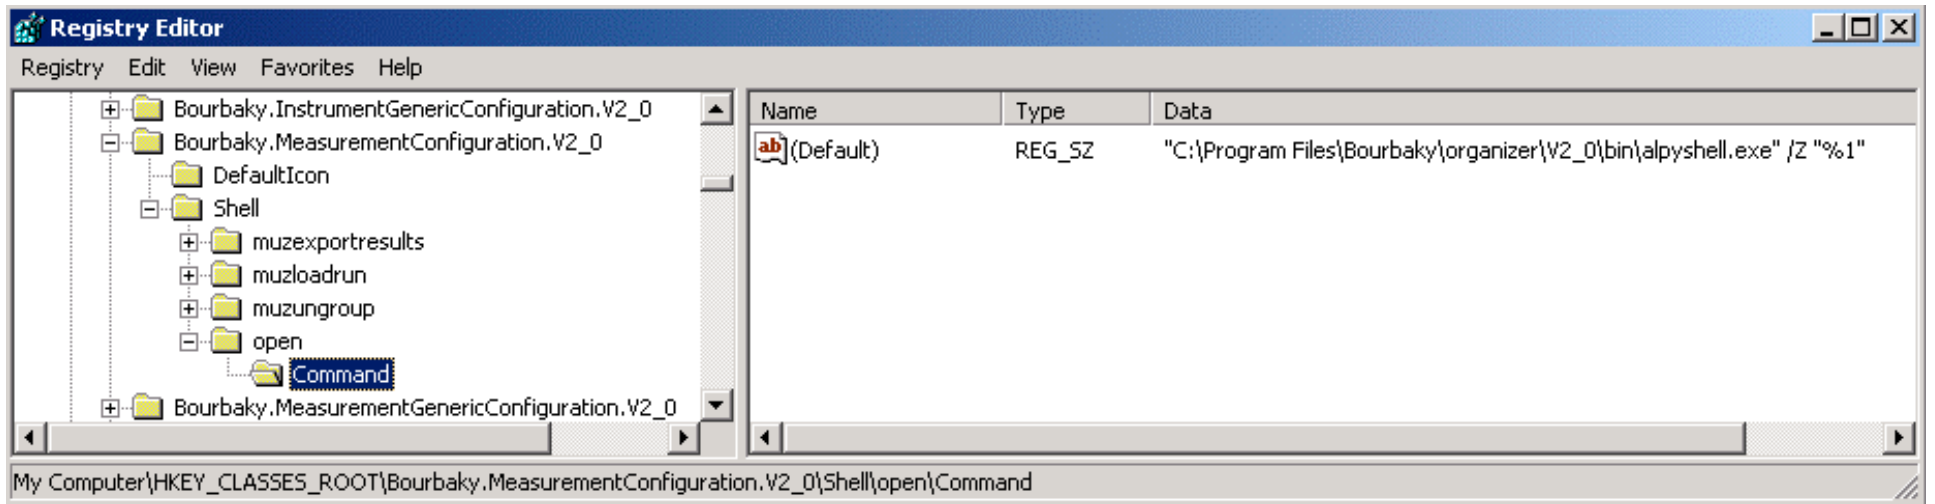 Registry Editor
Registry Edit View Favorites Help
Bourbaky.InstrumentGenericConfiguration.V2_0
Bourbaky.MeasurementConfiguration.V2_0
DefaultIcon
Shell
muzexportresults
muzloadrun
muzungroup
open
Command
Bourbaky.MeasurementGenericConfiguration.V2_0
Name Type Data
ab (Default) REG_SZ "C:\Program Files\Bourbaky\organizer\V2_0\bin\alpyshell.exe" /Z "%1"
My Computer\HKEY_CLASSES_ROOT\Bourbaky.MeasurementConfiguration.V2_0\Shell\open\Command